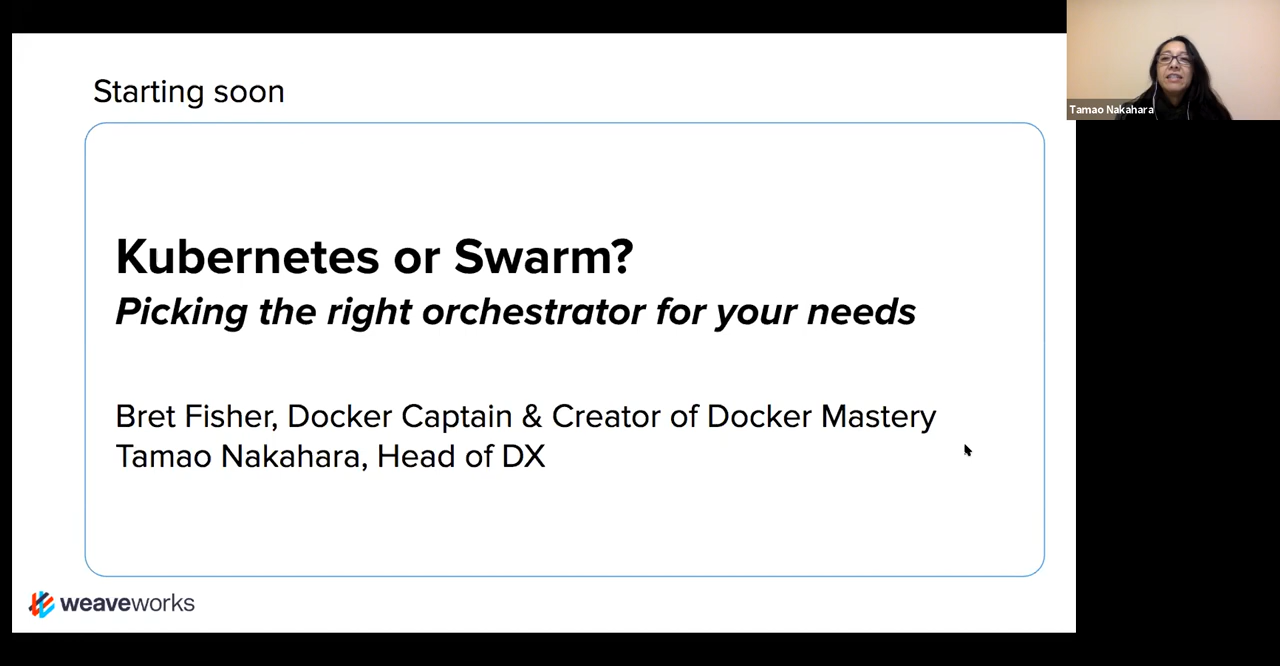 Starting soon
Kubernetes or Swarm?
Picking the right orchestrator for your needs
Bret Fisher, Docker Captain & Creator of Docker Mastery
Tamao Nakahara, Head of DX
weaveworks
Tamao Nakahara